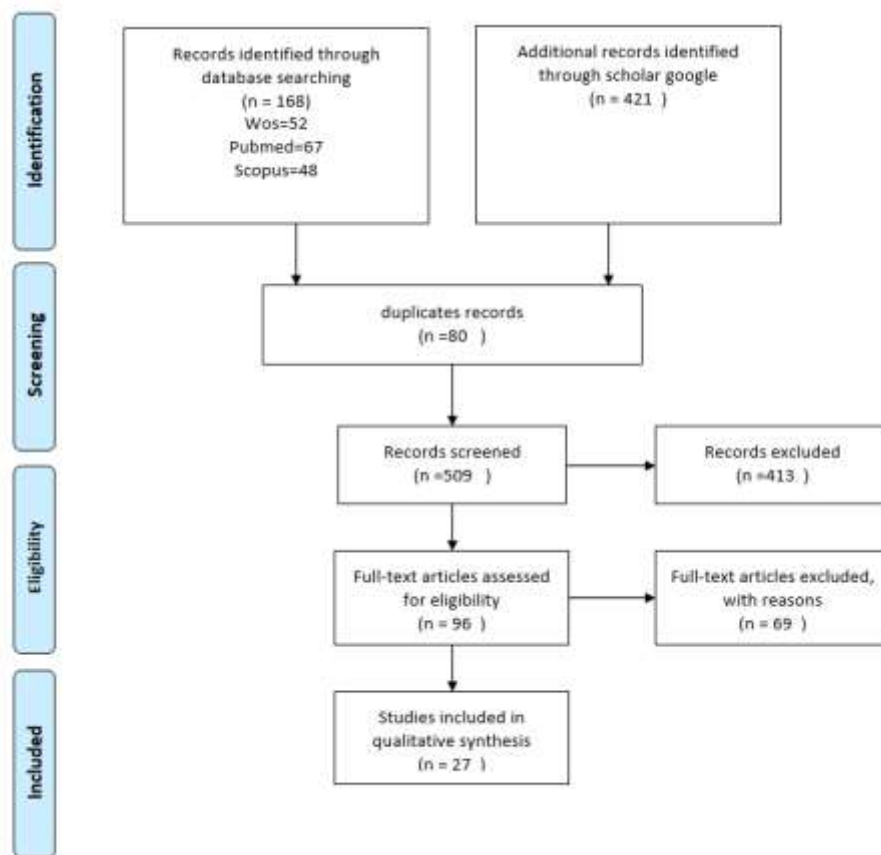 Identification
Records identified through
database searching
(n = 168)
Wos=52
Pubmed=67
Scopus=48
Additional records identified
through scholar google
(n = 421 )
Screening
duplicates records
(n =80 )
Records screened
(n =509 )
Records excluded
(n =413 )
Eligibility
Full-text articles assessed
for eligibility
(n = 96 )
Full-text articles excluded,
with reasons
(n = 69 )
Included
Studies included in
qualitative synthesis
(n = 27 )